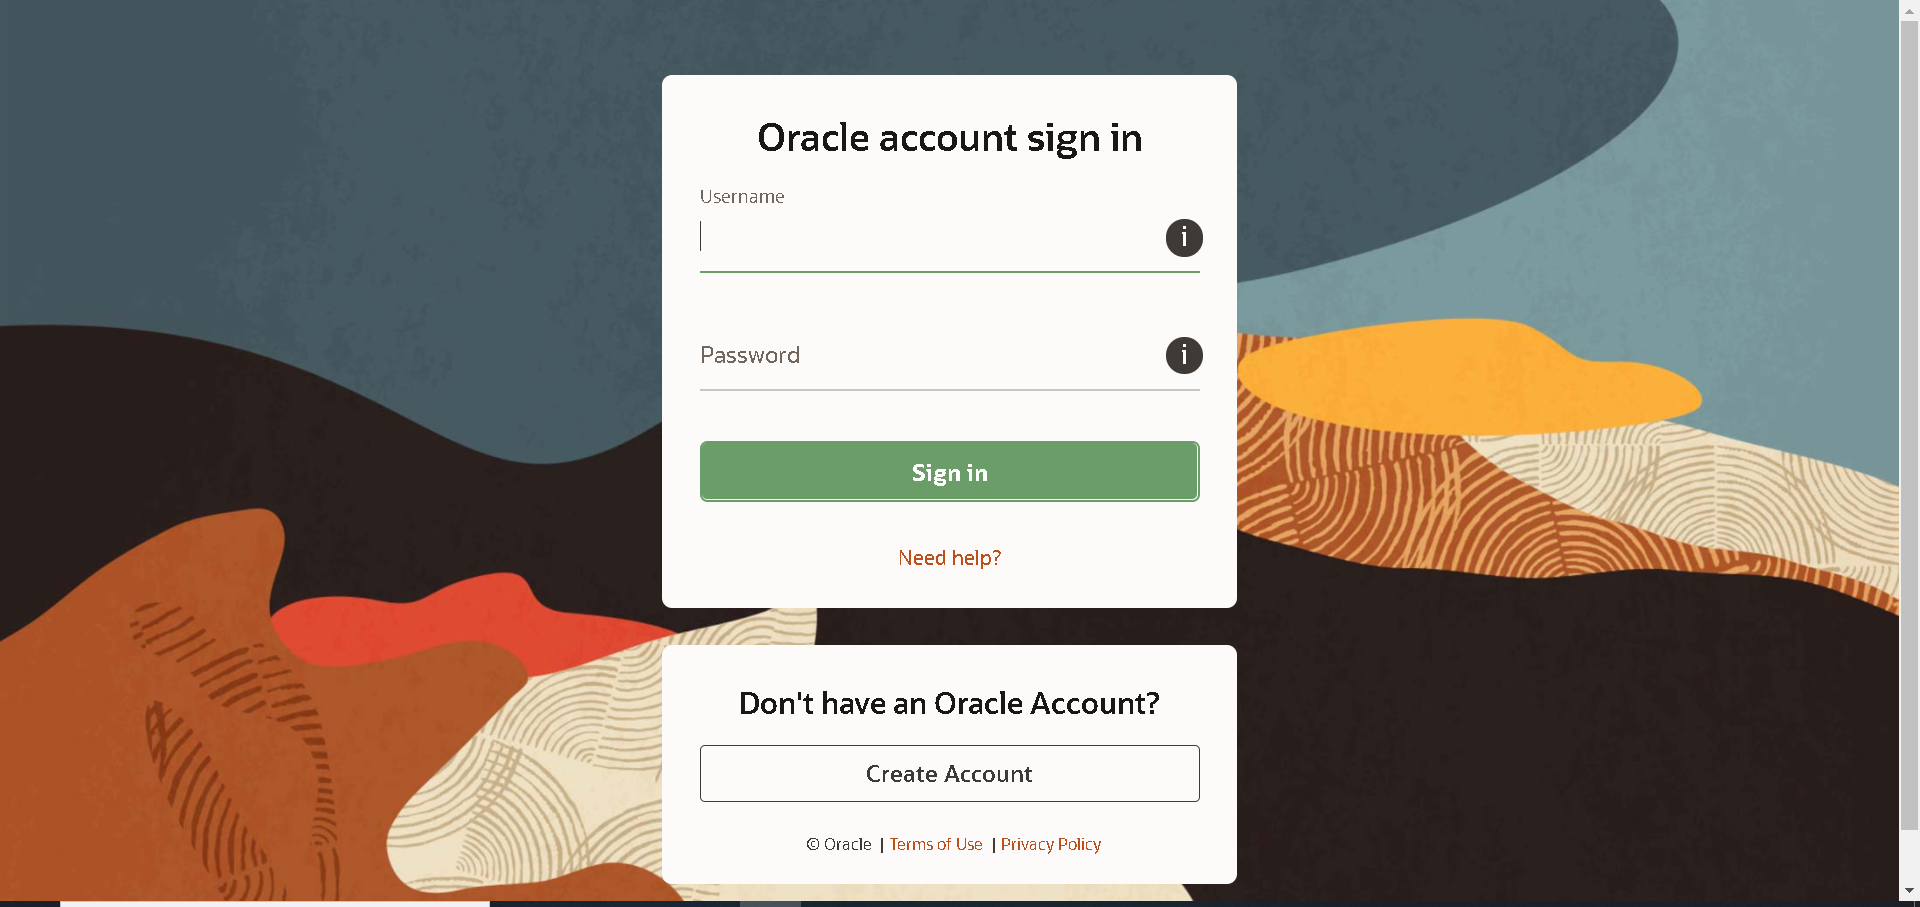 Oracle account sign in
Username
i
Password
i
Sign in
Need help?
Don't have an Oracle Account?
Create Account
© Oracle | Terms of Use | Privacy Policy